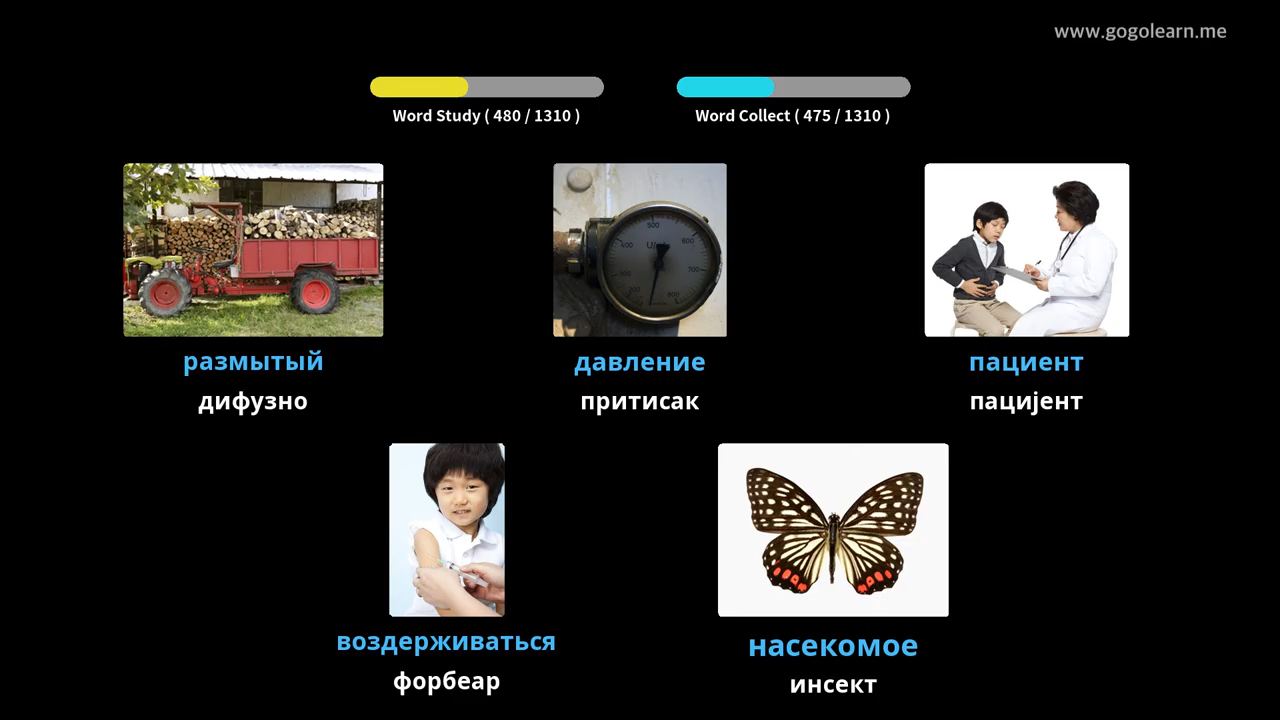 www.gogolearn.me
Word Study ( 480 / 1310 )
Word Collect ( 475 / 1310 )
размытый
дифузно
давление
притисак
пациент
пацијент
воздерживаться
форбеар
насекомое
инсект